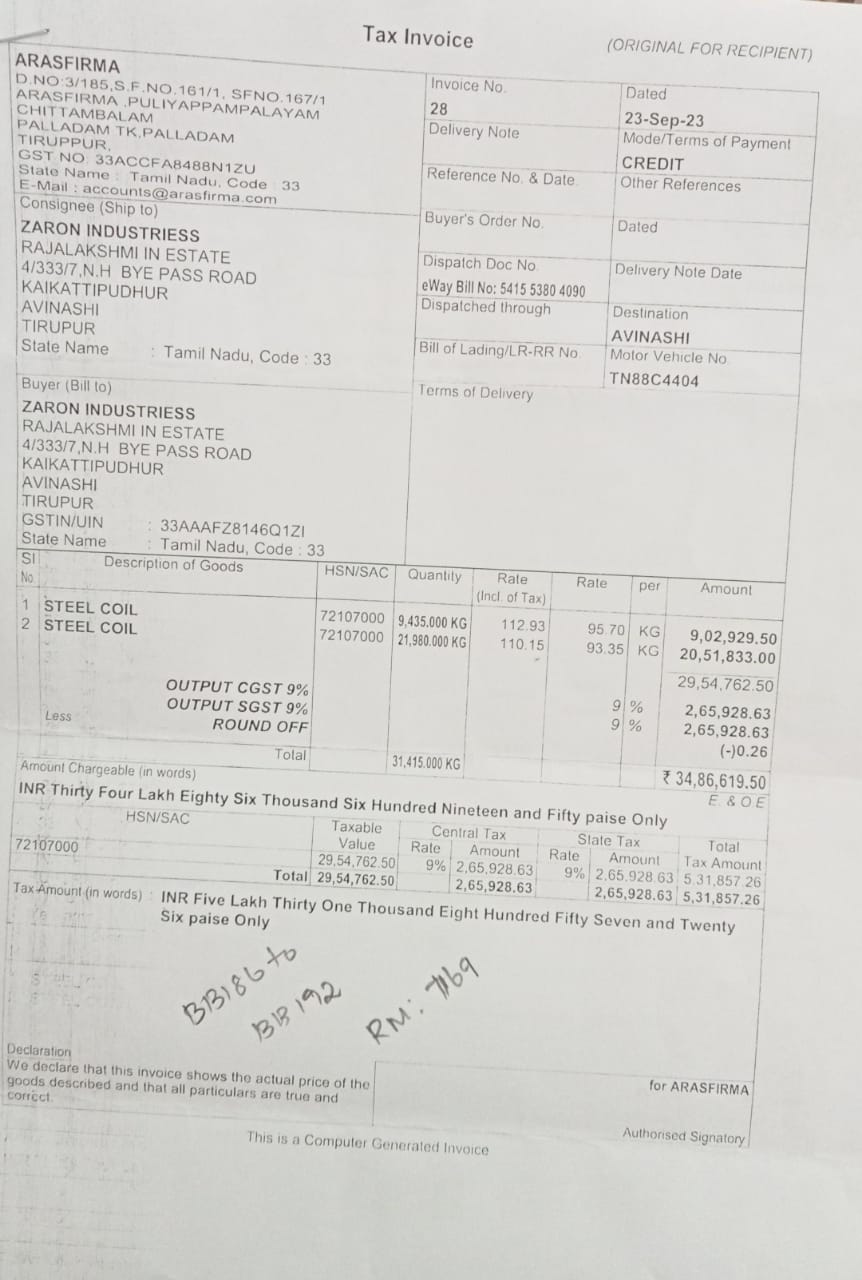 Tax Invoice
(ORIGINAL FOR RECIPIENT)
ARASFIRMA
D.NO:3/185,S.F.NO.161/1, SFNO.167/1
ARASFIRMA ,PULIYAPPAMPALAYAM
CHITTAMBALAM
PALLADAM TK,PALLADAM
TIRUPPUR,
GST NO: 33ACCFA8488N1ZU
State Name : Tamil Nadu, Code : 33
E-Mail : accounts@arasfirma.com
Invoice No.
28
Dated
23-Sep-23
Delivery Note
Mode/Terms of Payment
CREDIT
Reference No. & Date.
Other References
Buyer's Order No.
Dated
Dispatch Doc No.
eWay Bill No: 5415 5380 4090
Delivery Note Date
Dispatched through
Destination
AVINASHI
Bill of Lading/LR-RR No.
Motor Vehicle No.
TN88C4404
Terms of Delivery
Consignee (Ship to)
ZARON INDUSTRIESS
RAJALAKSHMI IN ESTATE
4/333/7,N.H BYE PASS ROAD
KAIKATTIPUDHUR
AVINASHI
TIRUPUR
State Name : Tamil Nadu, Code : 33
Buyer (Bill to)
ZARON INDUSTRIESS
RAJALAKSHMI IN ESTATE
4/333/7,N.H BYE PASS ROAD
KAIKATTIPUDHUR
AVINASHI
TIRUPUR
GSTIN/UIN : 33AAAFZ8146Q1ZI
State Name : Tamil Nadu, Code : 33
Sl No. Description of Goods HSN/SAC Quantity Rate (Incl. of Tax) Rate per Amount
1 STEEL COIL 72107000 9,435.000 KG 112.93 95.70 KG 9,02,929.50
2 STEEL COIL 72107000 21,980.000 KG 110.15 93.35 KG 20,51,833.00
29,54,762.50
OUTPUT CGST 9% 9 % 2,65,928.63
OUTPUT SGST 9% 9 % 2,65,928.63
Less ROUND OFF (-)0.26
Total 31,415.000 KG ₹ 34,86,619.50
Amount Chargeable (in words) E. & O.E
INR Thirty Four Lakh Eighty Six Thousand Six Hundred Nineteen and Fifty paise Only
HSN/SAC Taxable Value Central Tax State Tax Total Tax Amount
Rate Amount Rate Amount
72107000 29,54,762.50 9% 2,65,928.63 9% 2,65,928.63 5,31,857.26
Total 29,54,762.50 2,65,928.63 2,65,928.63 5,31,857.26
Tax Amount (in words) : INR Five Lakh Thirty One Thousand Eight Hundred Fifty Seven and Twenty
Six paise Only
BB186 to
BB192
RM:
Declaration
We declare that this invoice shows the actual price of the
goods described and that all particulars are true and
correct.
for ARASFIRMA
Authorised Signatory
This is a Computer Generated Invoice